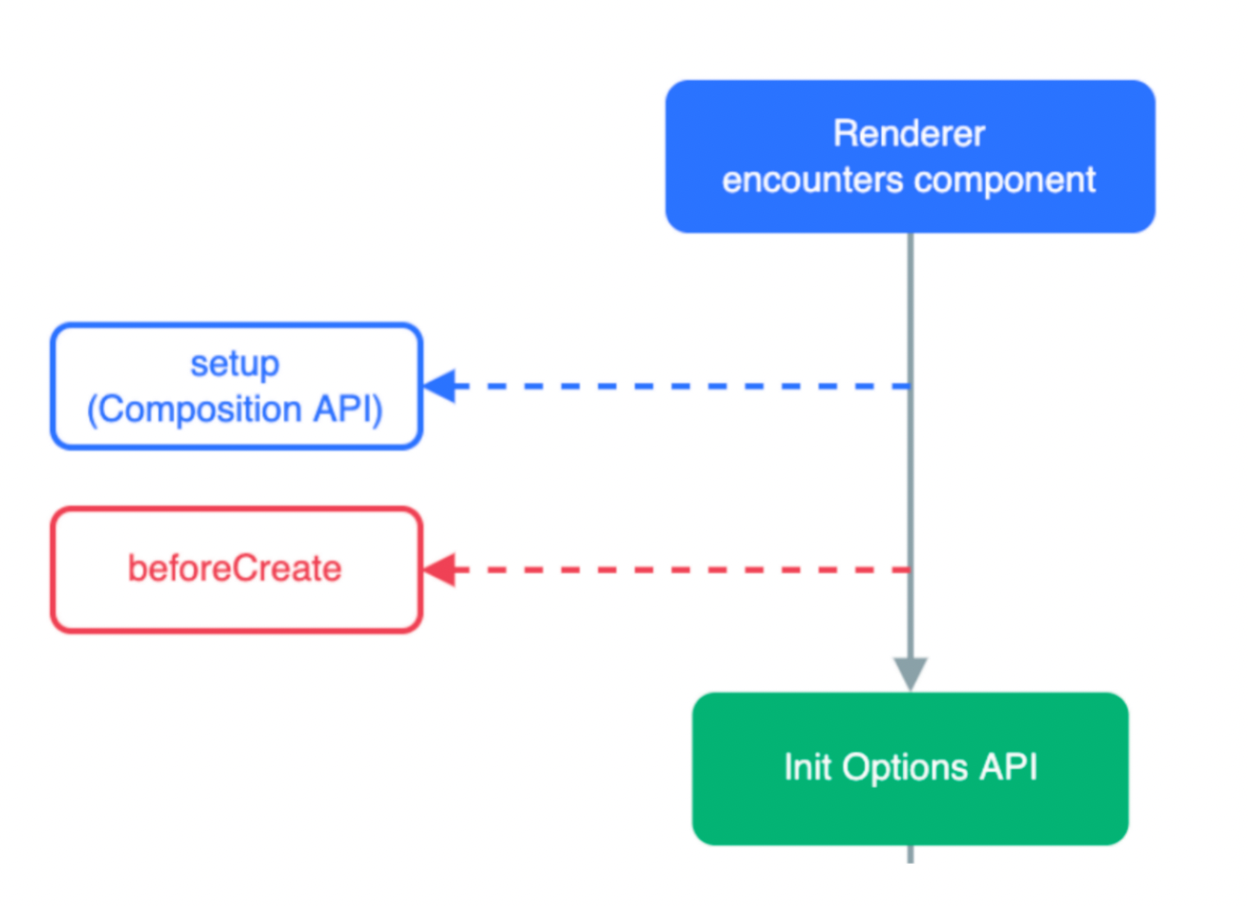 Renderer
encounters component
setup
(Composition API)
beforeCreate
Init Options API